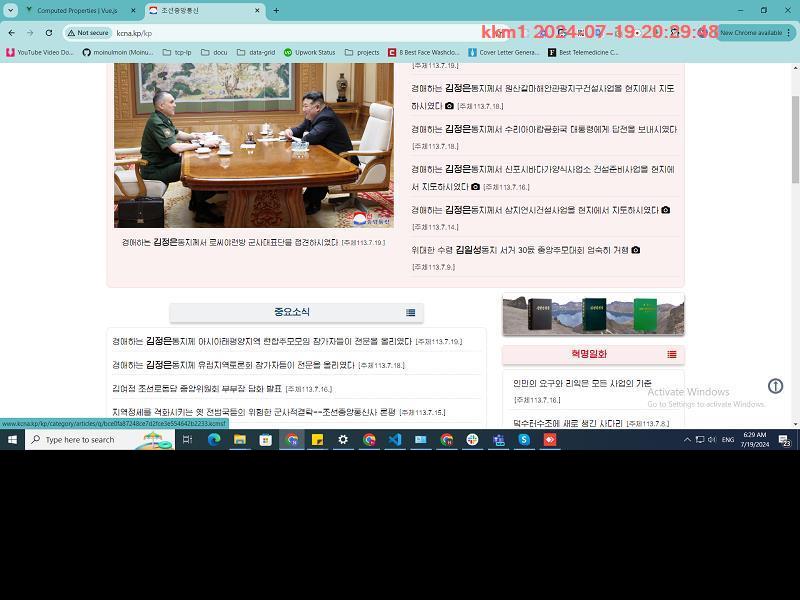 Computed Properties | Vue.js
조선중앙통신
Not secure
kcna.kp/kp
kkm1 2024-07-19 20:29:48
New Chrome available
YouTube Video Do...
moinulmoin (Moinu...
tcp-lp
docu
data-grid
Upwork Status
projects
8 Best Face Washclo...
Cover Letter Genera...
Best Telemedicine C...
[주체113.7.19.]
경애하는 김정은동지께서 원산갈마해안관광지구건설사업을 현지에서 지도
하시였다 [주체113.7.18.]
경애하는 김정은동지께서 수리아아랍공화국 대통령에게 답전을 보내시였다
[주체113.7.18.]
경애하는 김정은동지께서 신포시바다가양식사업소 건설준비사업을 현지에
서 지도하시였다 [주체113.7.16.]
경애하는 김정은동지께서 삼지연시건설사업을 현지에서 지도하시였다
[주체113.7.14.]
위대한 수령 김일성동지 서거 30돐 중앙추모대회 엄숙히 거행
[주체113.7.9.]
경애하는 김정은동지께서 로씨야련방 군사대표단을 접견하시였다 [주체113.7.19.]
중요소식
경애하는 김정은동지께 아시아태평양지역 련합추모모임 참가자들이 전문을 올리였다 [주체113.7.19.]
경애하는 김정은동지께 유럽지역토론회 참가자들이 전문을 올리였다 [주체113.7.18.]
김여정 조선로동당 중앙위원회 부부장 담화 발표 [주체113.7.16.]
지역정세를 격화시키는 옛 전범국들의 위험한 군사적결탁--조선중앙통신사 론평 [주체113.7.15.]
혁명일화
인민의 요구와 리익은 모든 사업의 기준
[주체113.7.16.]
덕수터수조에 새로 생긴 사다리 [주체113.7.8.]
Activate Windows
Go to Settings to activate Windows.
www.kcna.kp/kp/category/articles/q/bce0fa87248ce7d2fce3e554642b2233.kcmsf
Type here to search
ENG
6:29 AM
7/19/2024
23